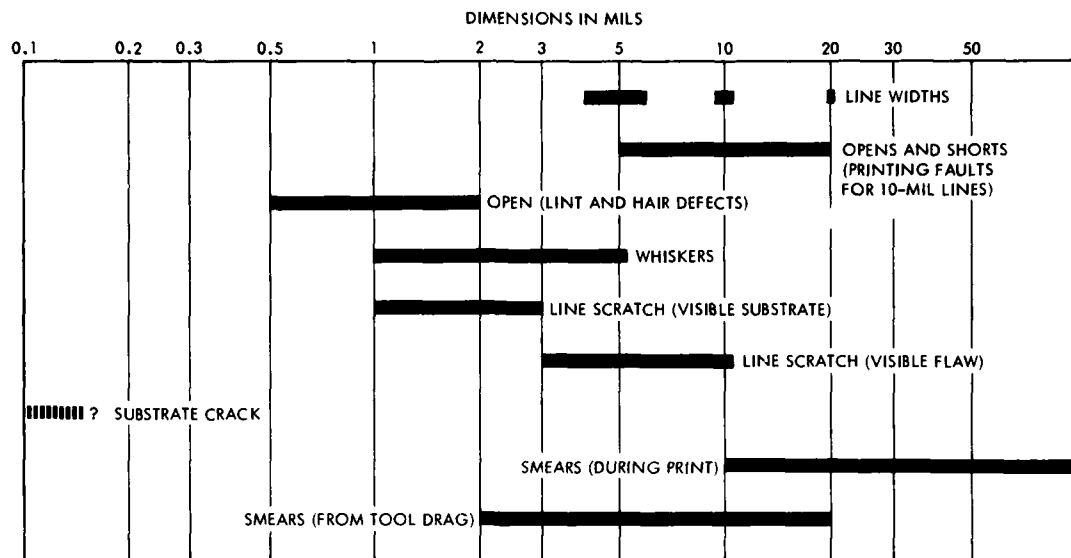 DIMENSIONS IN MILS
0.1 0.2 0.3 0.5 1 2 3 5 10 20 30 50
LINE WIDTHS
OPENS AND SHORTS
(PRINTING FAULTS
FOR 10-MIL LINES)
OPEN (LINT AND HAIR DEFECTS)
WHISKERS
LINE SCRATCH (VISIBLE SUBSTRATE)
LINE SCRATCH (VISIBLE FLAW)
? SUBSTRATE CRACK
SMEARS (DURING PRINT)
SMEARS (FROM TOOL DRAG)